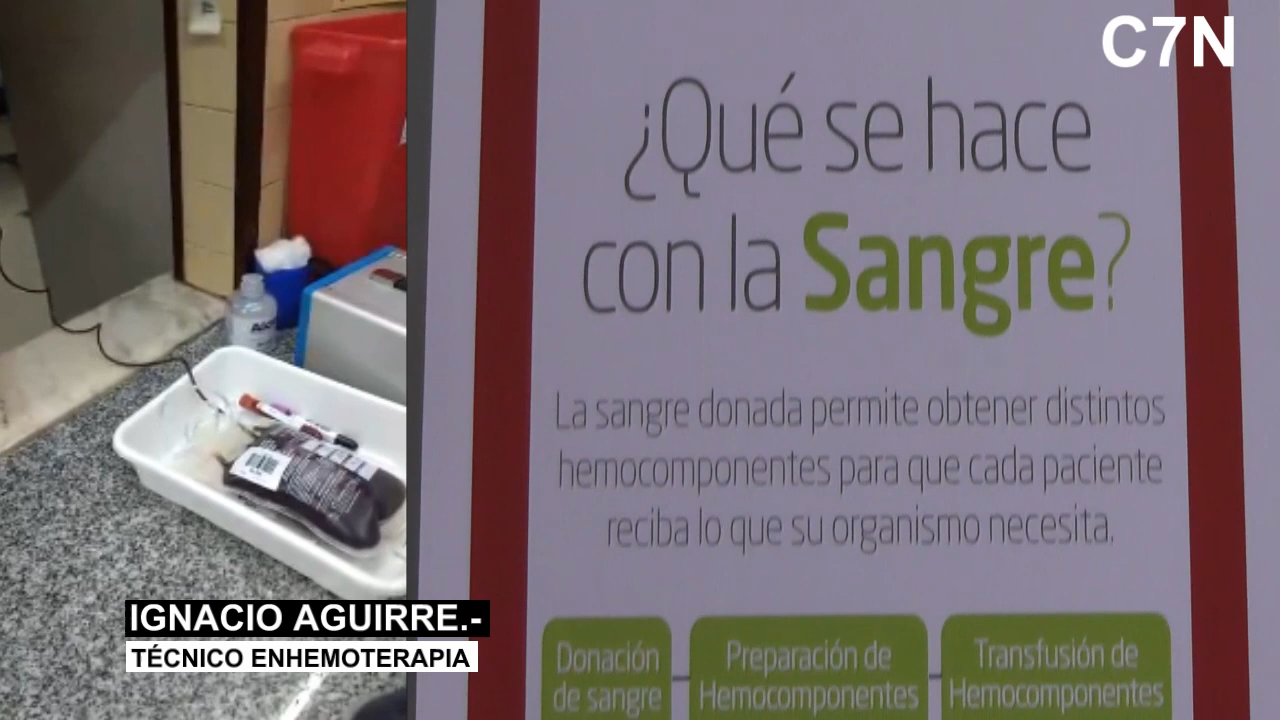 C7N
¿Qué se hace
con la Sangre?
La sangre donada permite obtener distintos
hemocomponentes para que cada paciente
reciba lo que su organismo necesita.
Donación
de sangre
Preparación de
Hemocomponentes
Transfusión de
Hemocomponentes
IGNACIO AGUIRRE.-
TÉCNICO ENHEMOTERAPIA